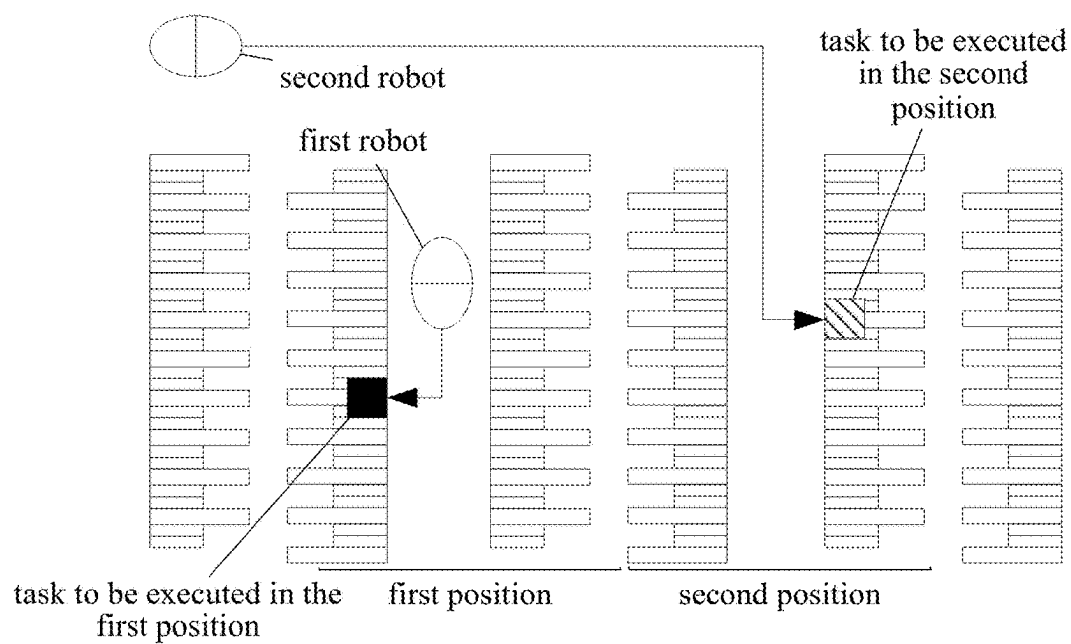 task to be executed
in the second
position
second robot
first robot
task to be executed in the
first position
first position
second position